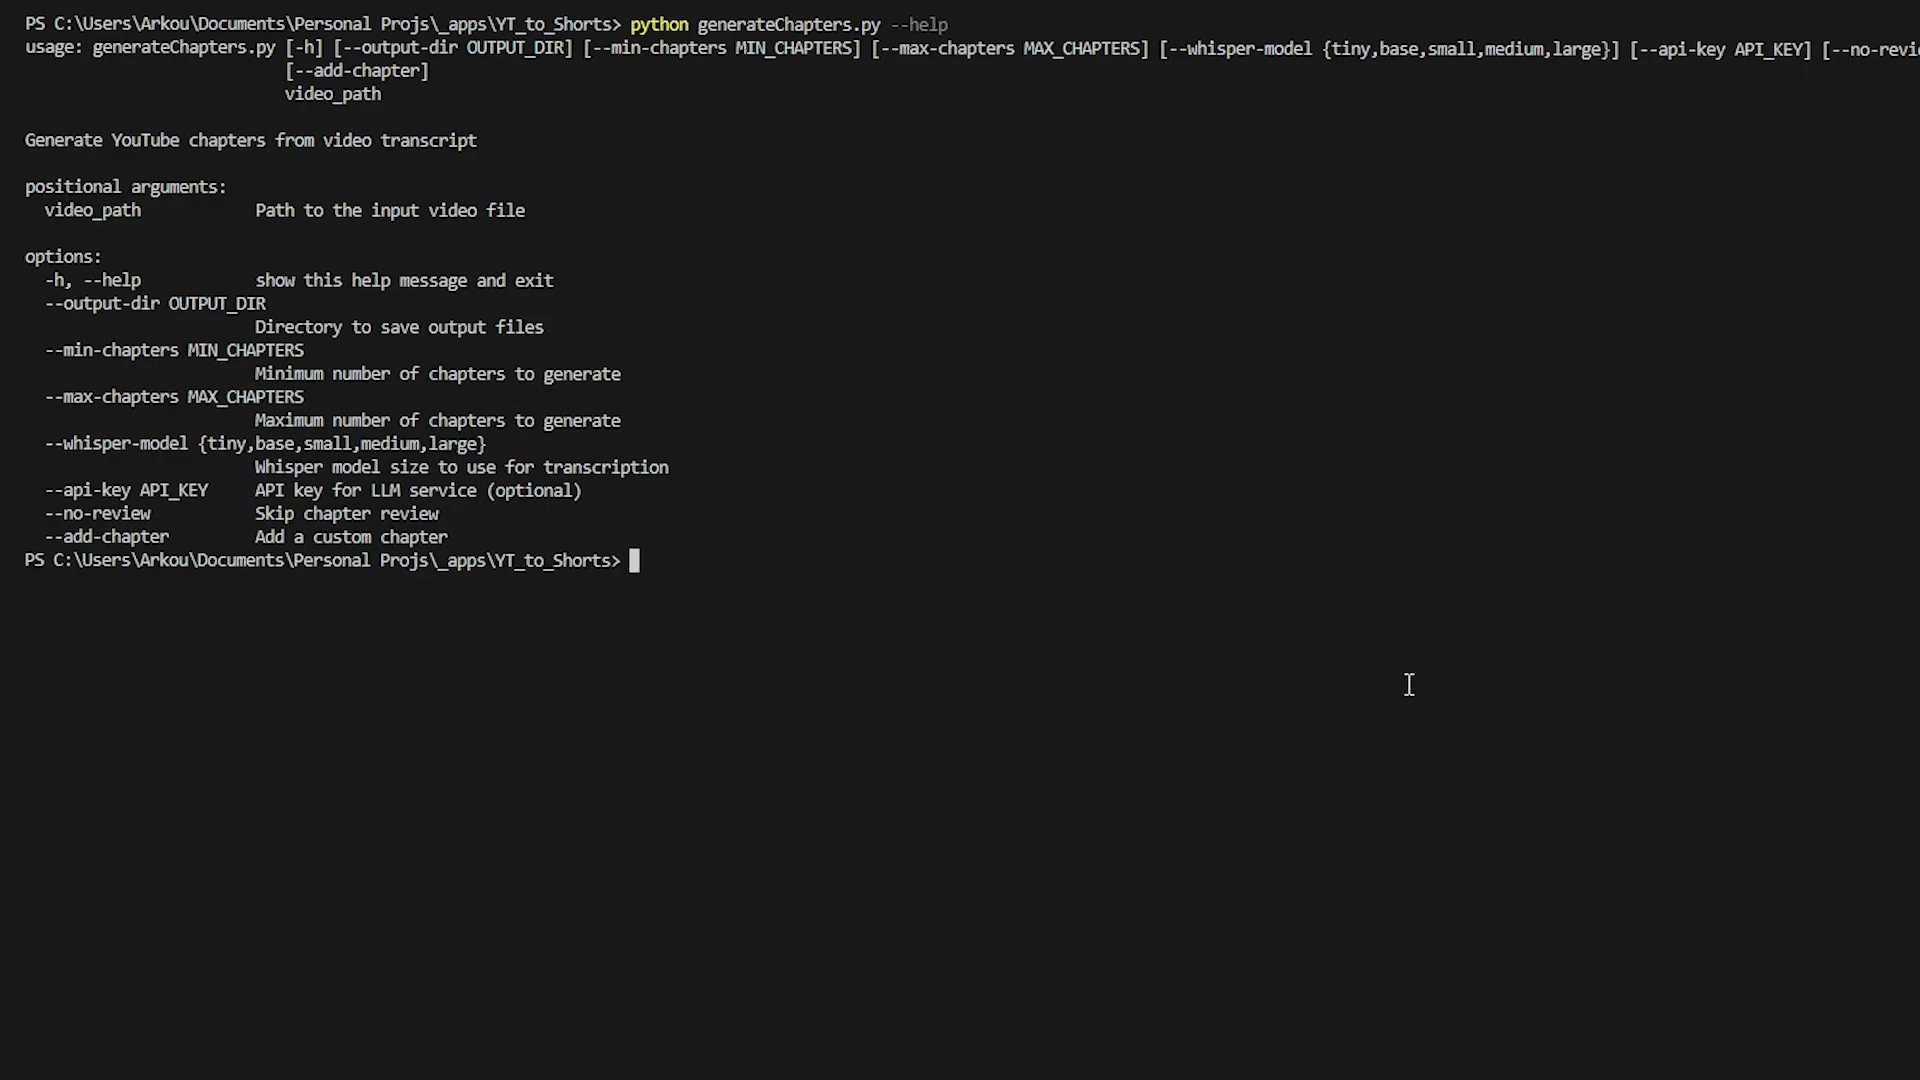 PS C:\Users\Arkou\Documents\Personal Projs\_apps\YT_to_Shorts> python generateChapters.py --help
usage: generateChapters.py [-h] [--output-dir OUTPUT_DIR] [--min-chapters MIN_CHAPTERS] [--max-chapters MAX_CHAPTERS] [--whisper-model {tiny,base,small,medium,large}] [--api-key API_KEY] [--no-revi
[--add-chapter]
video_path
Generate YouTube chapters from video transcript
positional arguments:
video_path Path to the input video file
options:
-h, --help show this help message and exit
--output-dir OUTPUT_DIR
Directory to save output files
--min-chapters MIN_CHAPTERS
Minimum number of chapters to generate
--max-chapters MAX_CHAPTERS
Maximum number of chapters to generate
--whisper-model {tiny,base,small,medium,large}
Whisper model size to use for transcription
--api-key API_KEY API key for LLM service (optional)
--no-review Skip chapter review
--add-chapter Add a custom chapter
PS C:\Users\Arkou\Documents\Personal Projs\_apps\YT_to_Shorts>